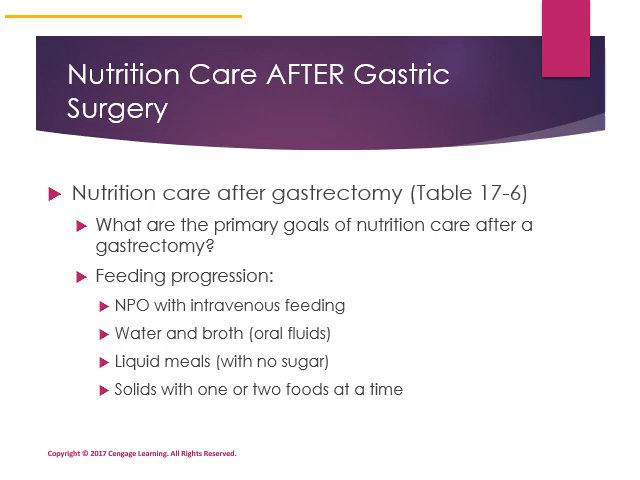 Nutrition Care AFTER Gastric
Surgery
Nutrition care after gastrectomy (Table 17-6)
What are the primary goals of nutrition care after a
gastrectomy?
Feeding progression:
NPO with intravenous feeding
Water and broth (oral fluids)
Liquid meals (with no sugar)
Solids with one or two foods at a time
Copyright © 2017 Cengage Learning. All Rights Reserved.